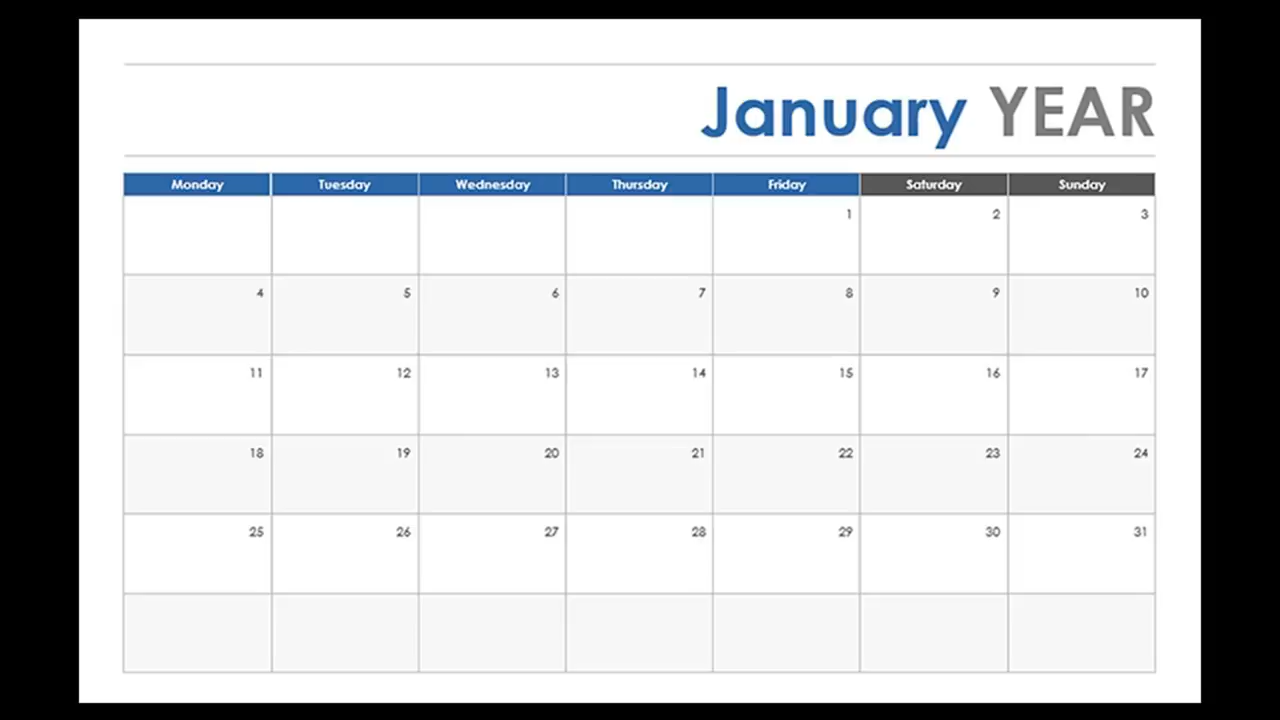 January YEAR
Monday Tuesday Wednesday Thursday Friday Saturday Sunday
1 2 3
4 5 6 7 8 9 10
11 12 13 14 15 16 17
18 19 20 21 22 23 24
25 26 27 28 29 30 31